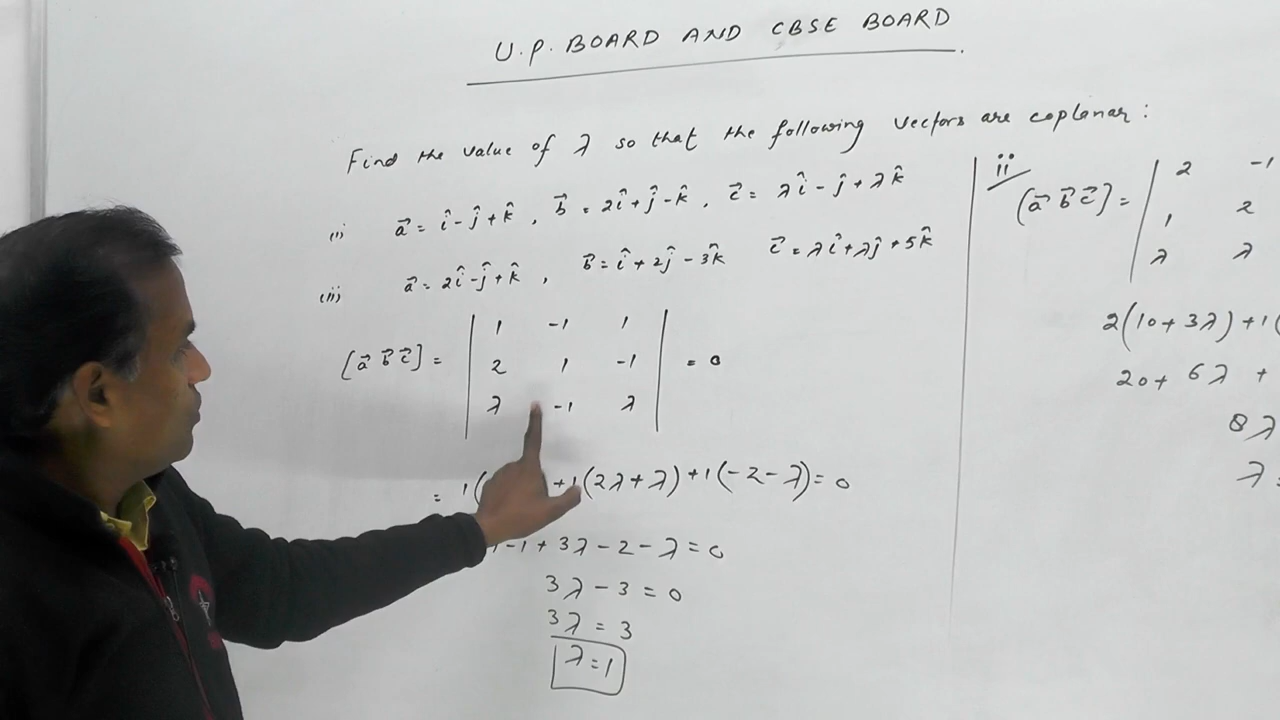 U.P. BOARD AND CBSE BOARD
Find the value of λ so that the following vectors are coplanar:
(i) a⃗ = î - ĵ + k̂, b⃗ = 2î + ĵ - k̂, c⃗ = λî - ĵ + λk̂
(ii) a⃗ = 2î - ĵ + k̂, b⃗ = î + 2ĵ - 3k̂ c⃗ = λî + λĵ + 5k̂
[a⃗ b⃗ c⃗] = | 1 -1 1 |
| 2 1 -1 | = 0
| λ -1 λ |
= 1( +1(2λ+λ) +1(-2-λ) = 0
-1 + 3λ - 2 - λ = 0
3λ - 3 = 0
3λ = 3
λ = 1
ii
[a⃗ b⃗ c⃗] = | 2 -1
| 1 2
| λ λ
2(10+3λ) +1(
20 + 6λ +
8λ
λ =